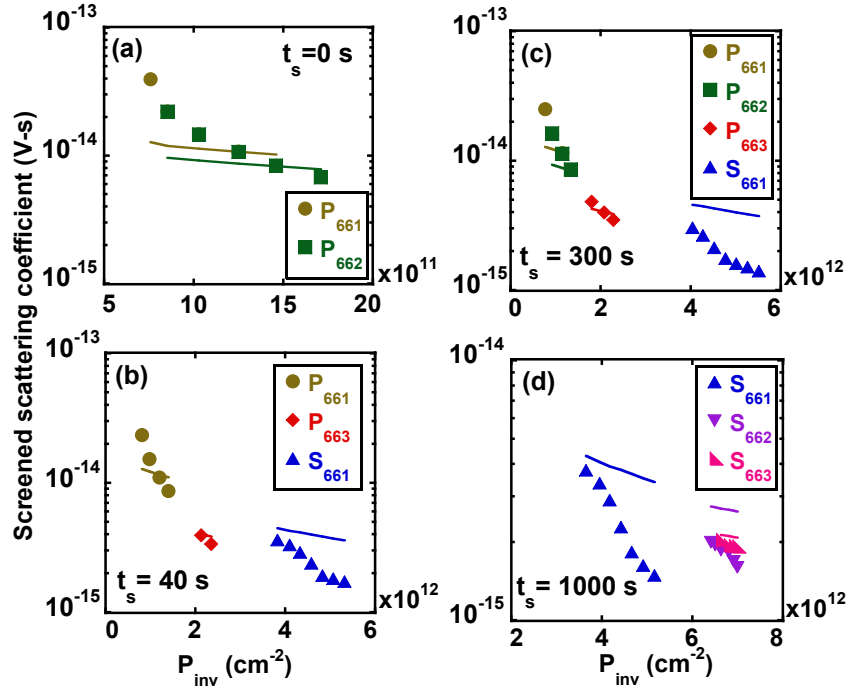 Screened scattering coefficient (V-s)
(a)
t_s=0 s
10^-13
10^-14
10^-15
P_661
P_662
5
10
15
20
x10^11
(b)
t_s= 40 s
10^-13
10^-14
10^-15
P_661
P_663
S_661
0
2
4
6
x10^12
P_inv (cm^-2)
(c)
t_s= 300 s
10^-13
10^-14
10^-15
P_661
P_662
P_663
S_661
0
2
4
6
x10^12
(d)
t_s= 1000 s
10^-14
10^-15
S_661
S_662
S_663
2
4
6
8
x10^12
P_inv (cm^-2)